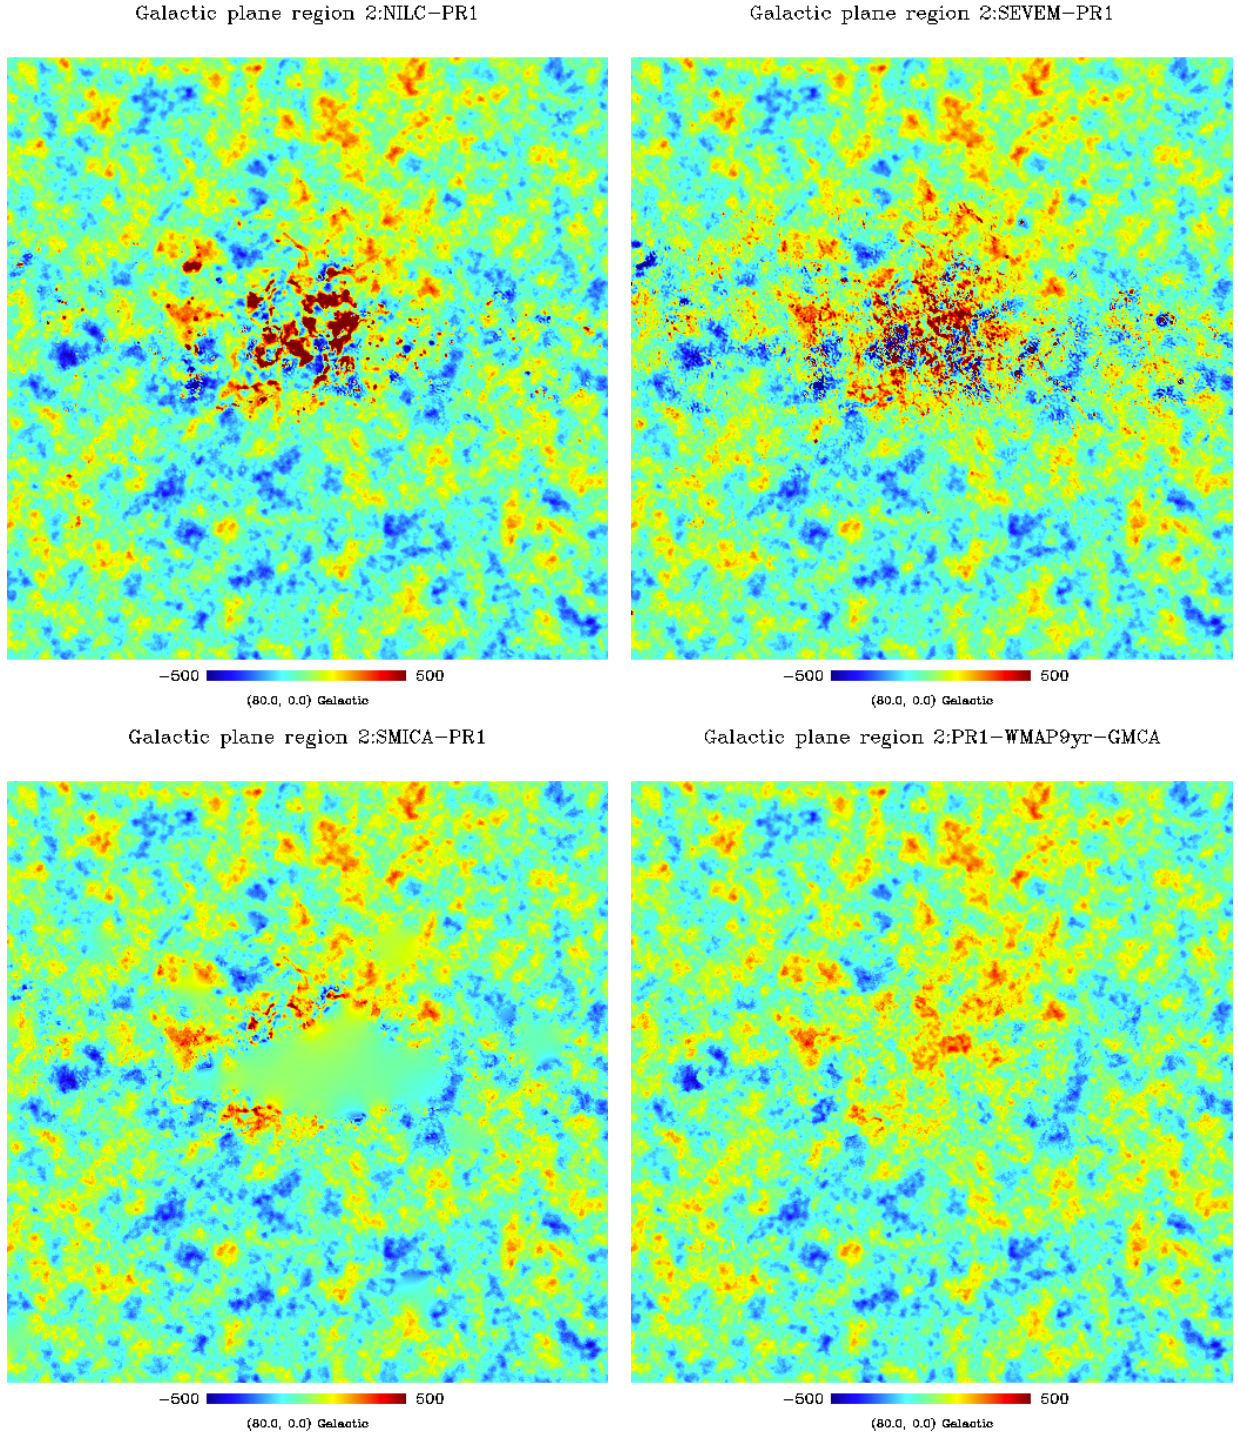 Galactic plane region 2:NILC-PR1
Galactic plane region 2:SEVEM-PR1
-500 500
(80.0, 0.0) Galactic
-500 500
(80.0, 0.0) Galactic
Galactic plane region 2:SMICA-PR1
Galactic plane region 2:PR1-WMAP9yr-GMCA
-500 500
(80.0, 0.0) Galactic
-500 500
(80.0, 0.0) Galactic